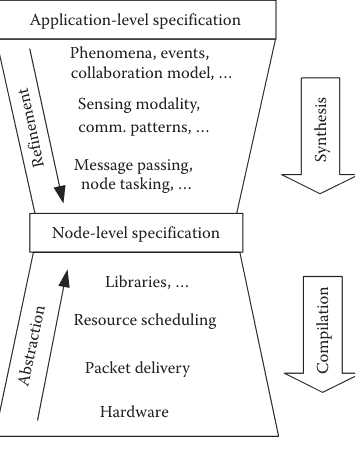 Application-level specification
Phenomena, events,
collaboration model, …
Sensing modality,
comm. patterns, …
Message passing,
node tasking, …
Refinement
Synthesis
Node-level specification
Libraries, …
Resource scheduling
Packet delivery
Hardware
Abstraction
Compilation